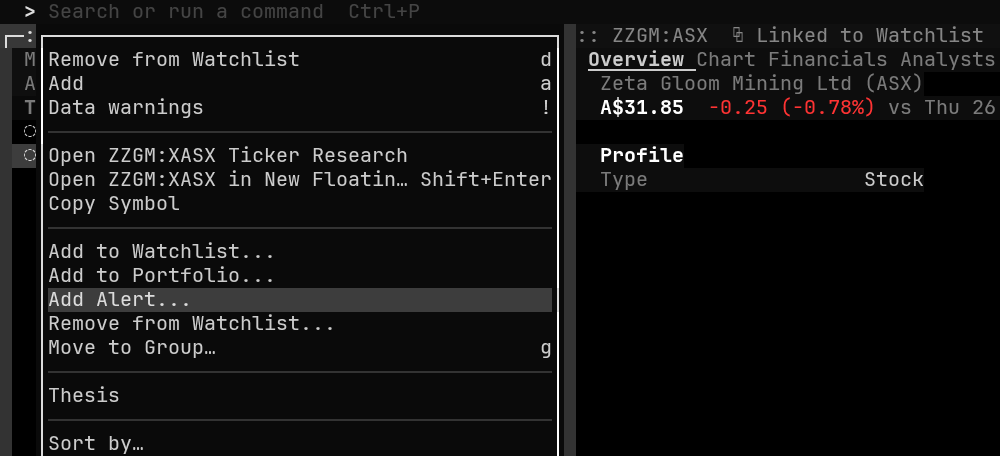 > Search or run a command  Ctrl+P
:
:: ZZGM:ASX Linked to Watchlist
M
A
T
Remove from Watchlist d
Add a
Data warnings !
Open ZZGM:XASX Ticker Research
Open ZZGM:XASX in New Floatin… Shift+Enter
Copy Symbol
Add to Watchlist...
Add to Portfolio...
Add Alert...
Remove from Watchlist...
Move to Group… g
Thesis
Sort by…
Overview Chart Financials Analysts
Zeta Gloom Mining Ltd (ASX)
A$31.85 -0.25 (-0.78%) vs Thu 26
Profile
Type Stock